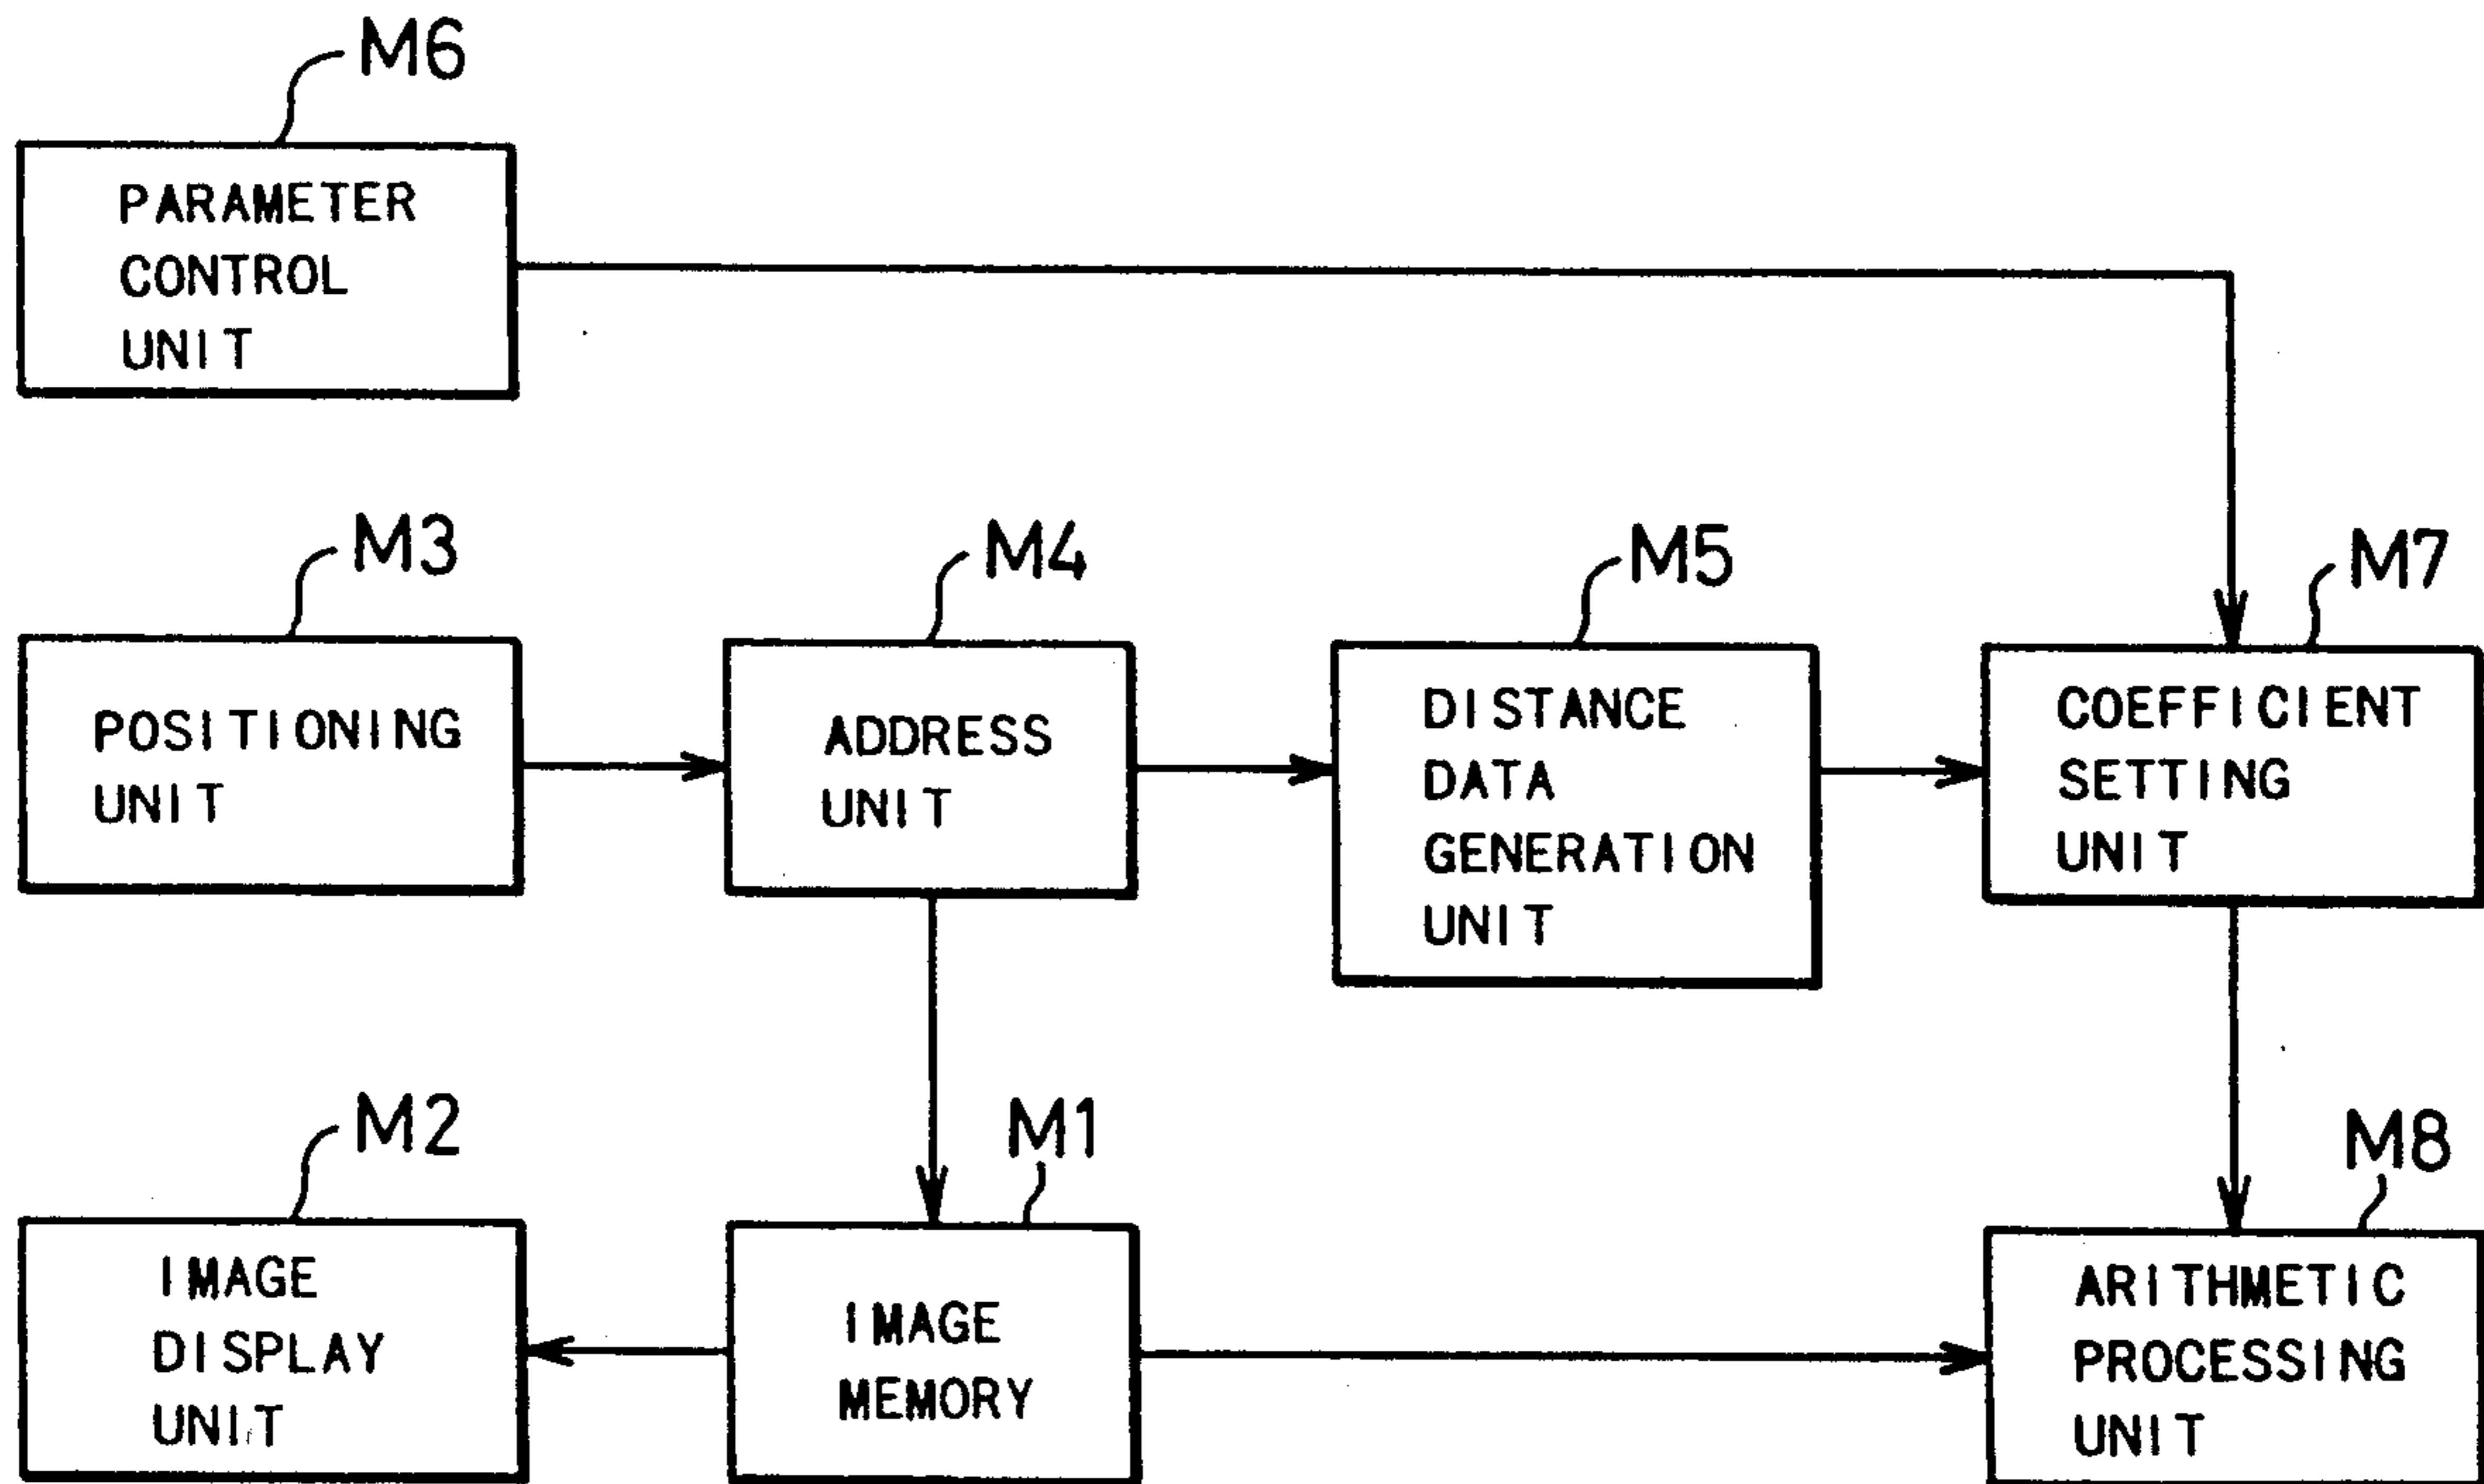 M6
PARAMETER
CONTROL
UNIT
M3
POSITIONING
UNIT
M4
ADDRESS
UNIT
M5
DISTANCE
DATA
GENERATION
UNIT
M7
COEFFICIENT
SETTING
UNIT
M2
IMAGE
DISPLAY
UNIT
M1
IMAGE
MEMORY
M8
ARITHMETIC
PROCESSING
UNIT